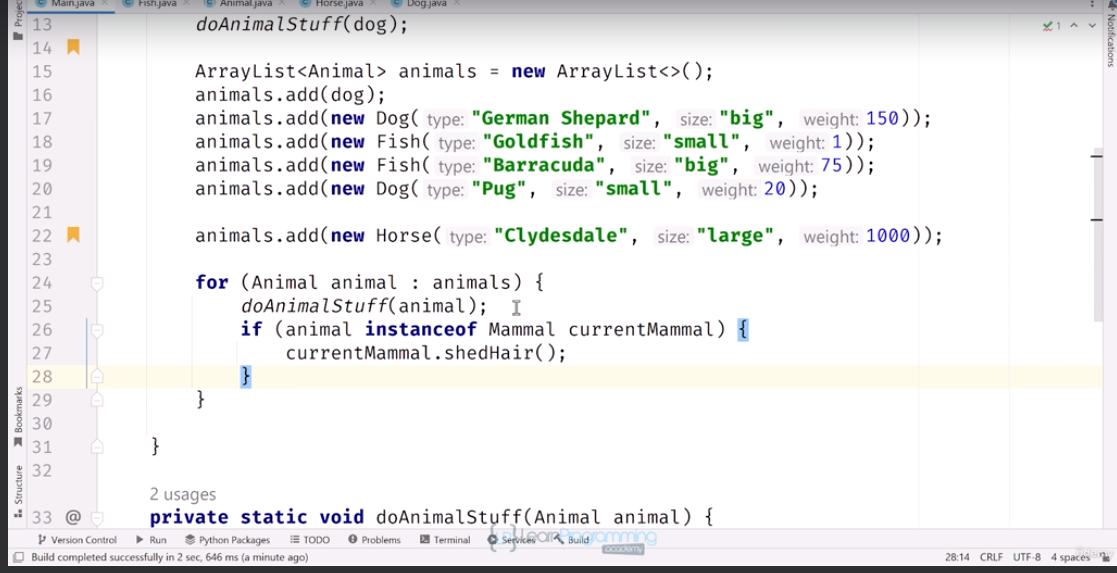 Main.java Fish.java Animal.java Horse.java Dog.java
13 doAnimalStuff(dog);
14
15 ArrayList<Animal> animals = new ArrayList<>();
16 animals.add(dog);
17 animals.add(new Dog( type: "German Shepard", size: "big", weight: 150));
18 animals.add(new Fish( type: "Goldfish", size: "small", weight: 1));
19 animals.add(new Fish( type: "Barracuda", size: "big", weight: 75));
20 animals.add(new Dog( type: "Pug", size: "small", weight: 20));
21
22 animals.add(new Horse( type: "Clydesdale", size: "large", weight: 1000));
23
24 for (Animal animal : animals) {
25 doAnimalStuff(animal);
26 if (animal instanceof Mammal currentMammal) {
27 currentMammal.shedHair();
28 }
29 }
30
31 }
32
2 usages
33 @ private static void doAnimalStuff(Animal animal) {
1
Notifications
Bookmarks
Structure
Version Control Run Python Packages TODO Problems Terminal Services Build
LearnProgramming
academy
Build completed successfully in 2 sec, 646 ms (a minute ago) 28:14 CRLF UTF-8 4 spaces